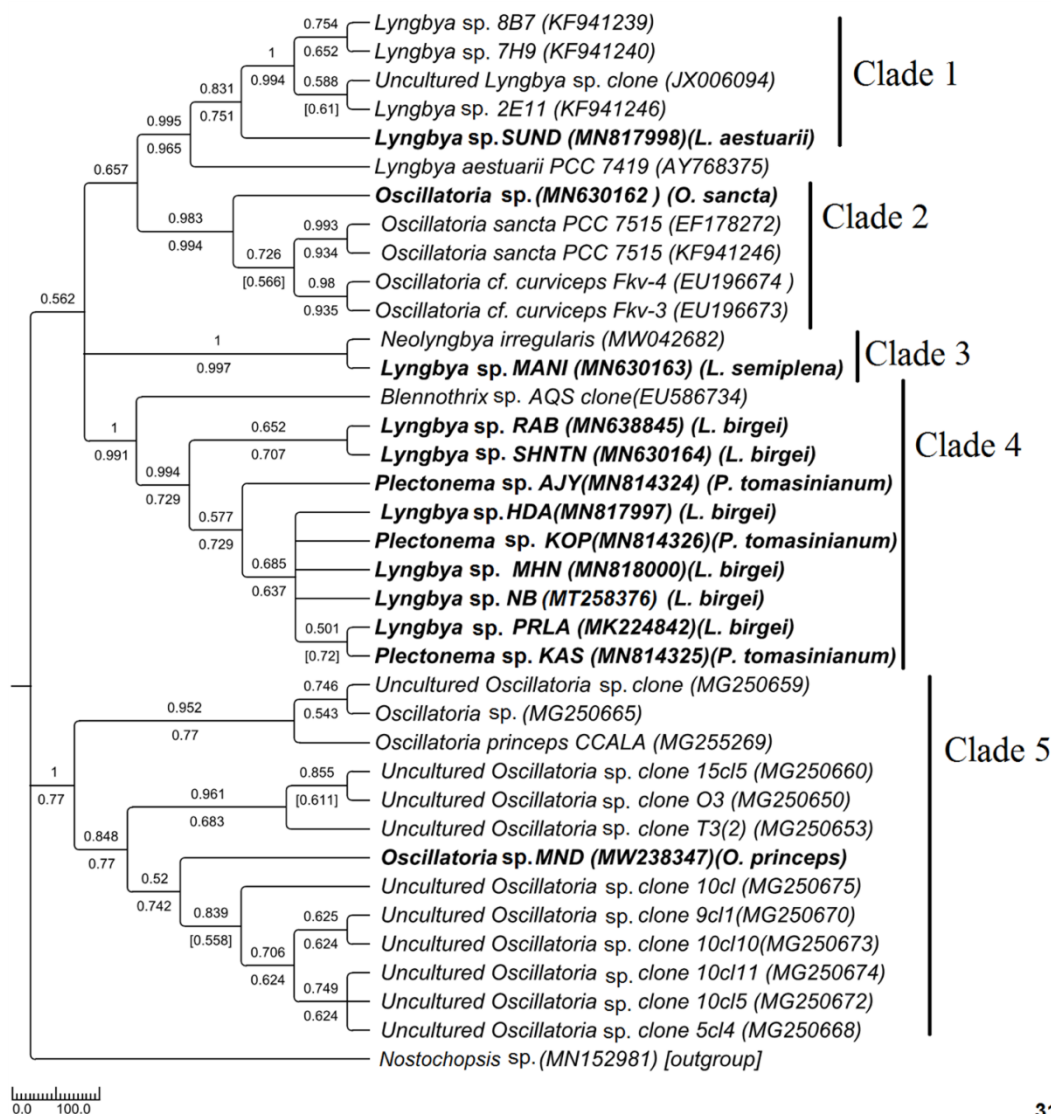 0.754
Lyngbya sp. 8B7 (KF941239)
0.652
Lyngbya sp. 7H9 (KF941240)
1
0.994
0.588
Uncultured Lyngbya sp. clone (JX006094)
[0.61]
Lyngbya sp. 2E11 (KF941246)
Clade 1
0.831
0.751
Lyngbya sp. SUND (MN817998)(L. aestuarii)
0.995
0.965
Lyngbya aestuarii PCC 7419 (AY768375)
0.657
Oscillatoria sp. (MN630162 ) (O. sancta)
0.983
0.994
0.993
Oscillatoria sancta PCC 7515 (EF178272)
0.934
Oscillatoria sancta PCC 7515 (KF941246)
0.726
[0.566]
0.98
Oscillatoria cf. curviceps Fkv-4 (EU196674 )
0.935
Oscillatoria cf. curviceps Fkv-3 (EU196673)
Clade 2
0.562
1
0.997
Neolyngbya irregularis (MW042682)
Lyngbya sp. MANI (MN630163) (L. semiplena)
Clade 3
Blennothrix sp. AQS clone(EU586734)
1
0.991
0.652
0.707
Lyngbya sp. RAB (MN638845) (L. birgei)
Lyngbya sp. SHNTN (MN630164) (L. birgei)
Clade 4
0.994
0.729
Plectonema sp. AJY(MN814324) (P. tomasinianum)
0.577
0.729
Lyngbya sp. HDA(MN817997) (L. birgei)
Plectonema sp. KOP(MN814326)(P. tomasinianum)
0.685
0.637
Lyngbya sp. MHN (MN818000)(L. birgei)
Lyngbya sp. NB (MT258376) (L. birgei)
0.501
[0.72]
Lyngbya sp. PRLA (MK224842)(L. birgei)
Plectonema sp. KAS (MN814325)(P. tomasinianum)
0.746
0.543
Uncultured Oscillatoria sp. clone (MG250659)
Oscillatoria sp. (MG250665)
0.952
0.77
Oscillatoria princeps CCALA (MG255269)
Clade 5
1
0.77
0.855
[0.611]
Uncultured Oscillatoria sp. clone 15cl5 (MG250660)
Uncultured Oscillatoria sp. clone O3 (MG250650)
0.961
0.683
Uncultured Oscillatoria sp. clone T3(2) (MG250653)
0.848
0.77
Oscillatoria sp. MND (MW238347)(O. princeps)
0.52
0.742
Uncultured Oscillatoria sp. clone 10cl (MG250675)
0.839
[0.558]
0.625
0.624
Uncultured Oscillatoria sp. clone 9cl1(MG250670)
Uncultured Oscillatoria sp. clone 10cl10(MG250673)
0.706
0.624
Uncultured Oscillatoria sp. clone 10cl11 (MG250674)
0.749
0.624
Uncultured Oscillatoria sp. clone 10cl5 (MG250672)
Uncultured Oscillatoria sp. clone 5cl4 (MG250668)
Nostochopsis sp. (MN152981) [outgroup]
0.0 100.0